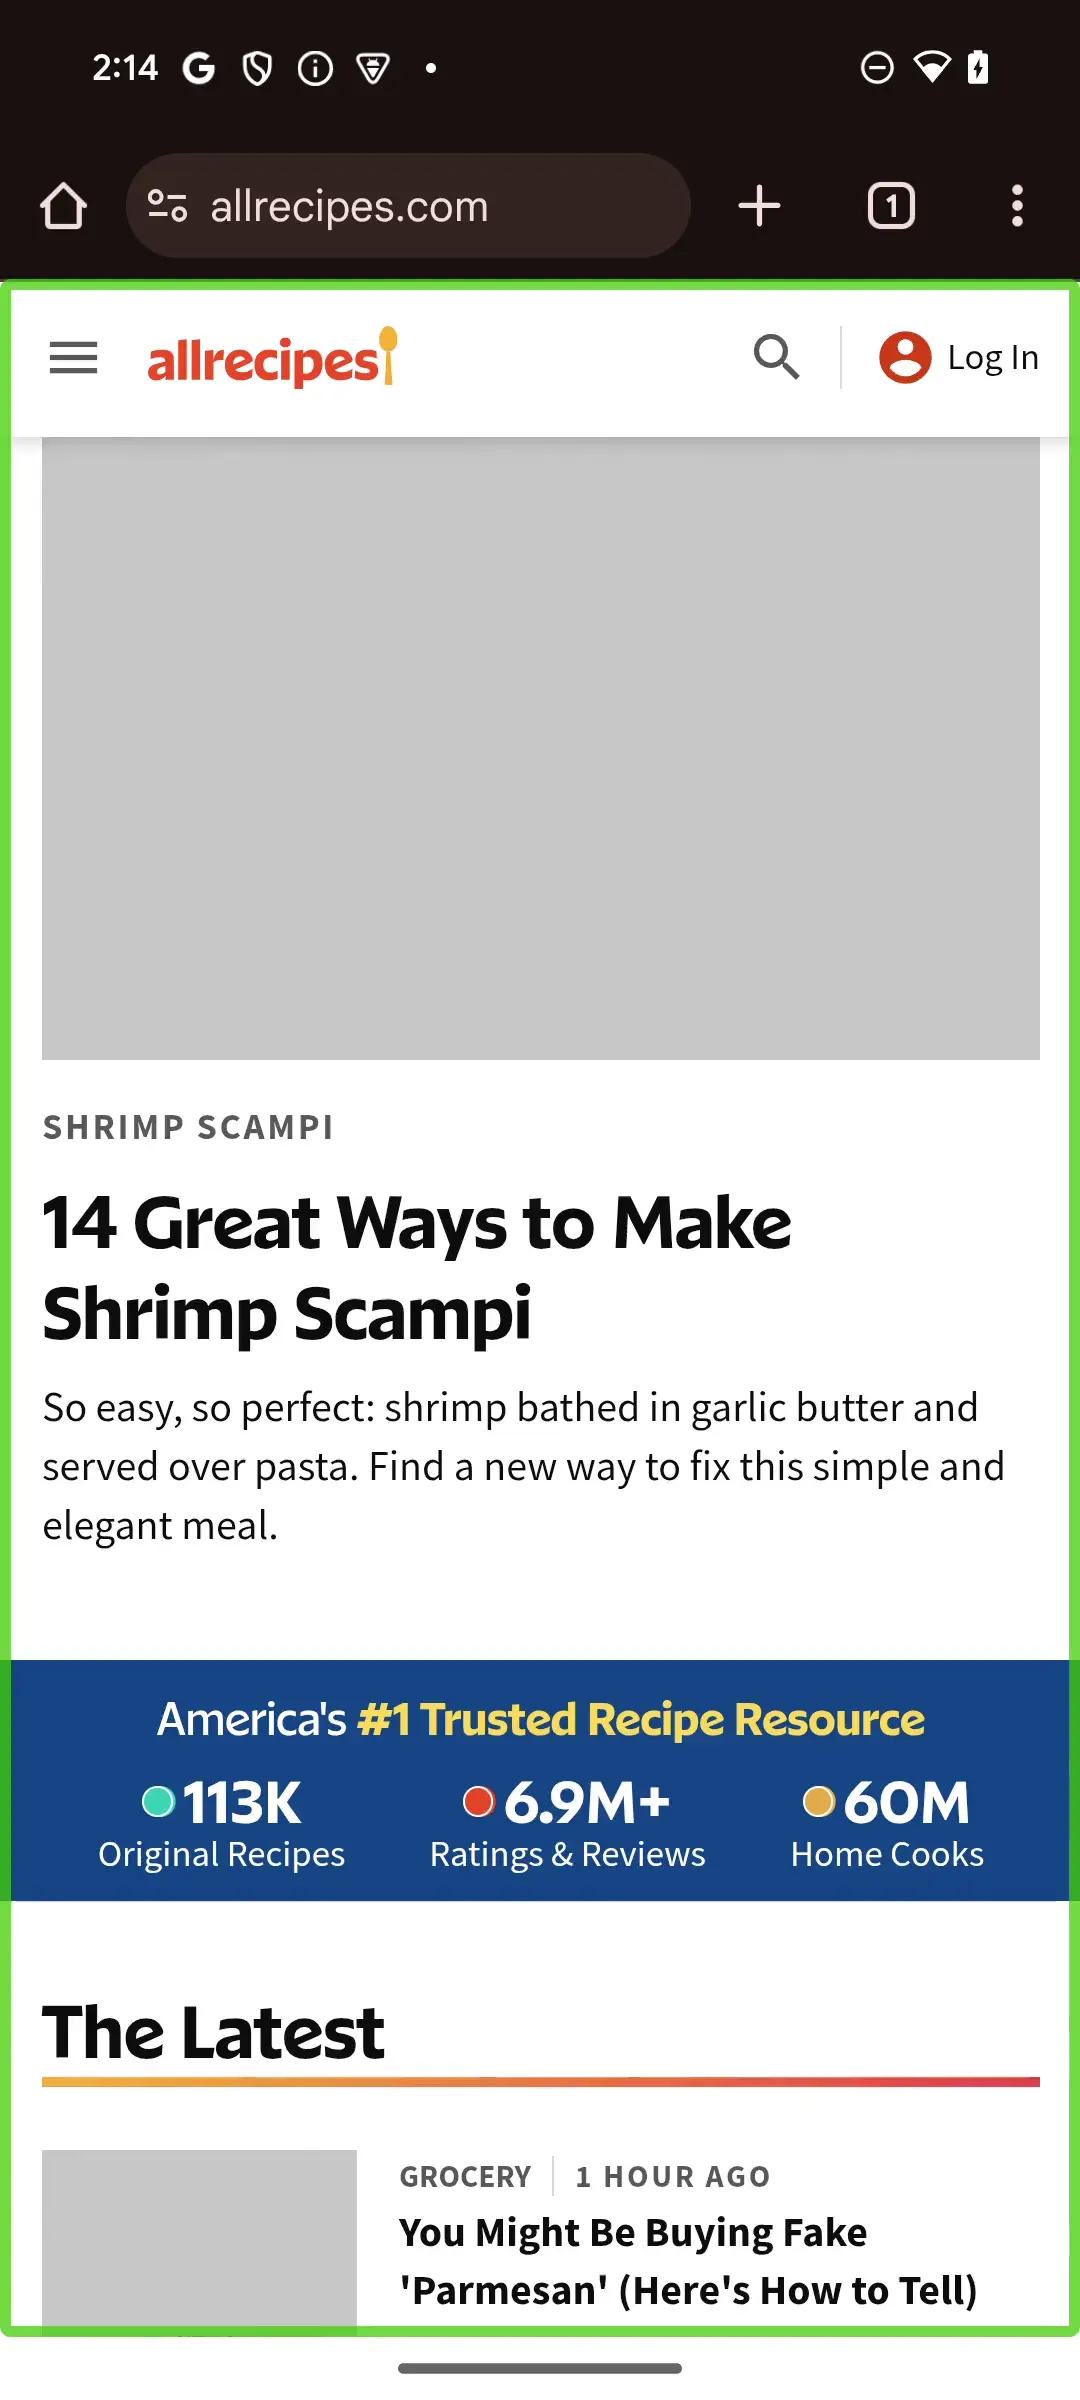 2:14
allrecipes.com
1
allrecipes
Log In
SHRIMP SCAMPI
14 Great Ways to Make
Shrimp Scampi
So easy, so perfect: shrimp bathed in garlic butter and
served over pasta. Find a new way to fix this simple and
elegant meal.
America's #1 Trusted Recipe Resource
113K
Original Recipes
6.9M+
Ratings & Reviews
60M
Home Cooks
The Latest
GROCERY
1 HOUR AGO
You Might Be Buying Fake
'Parmesan' (Here's How to Tell)